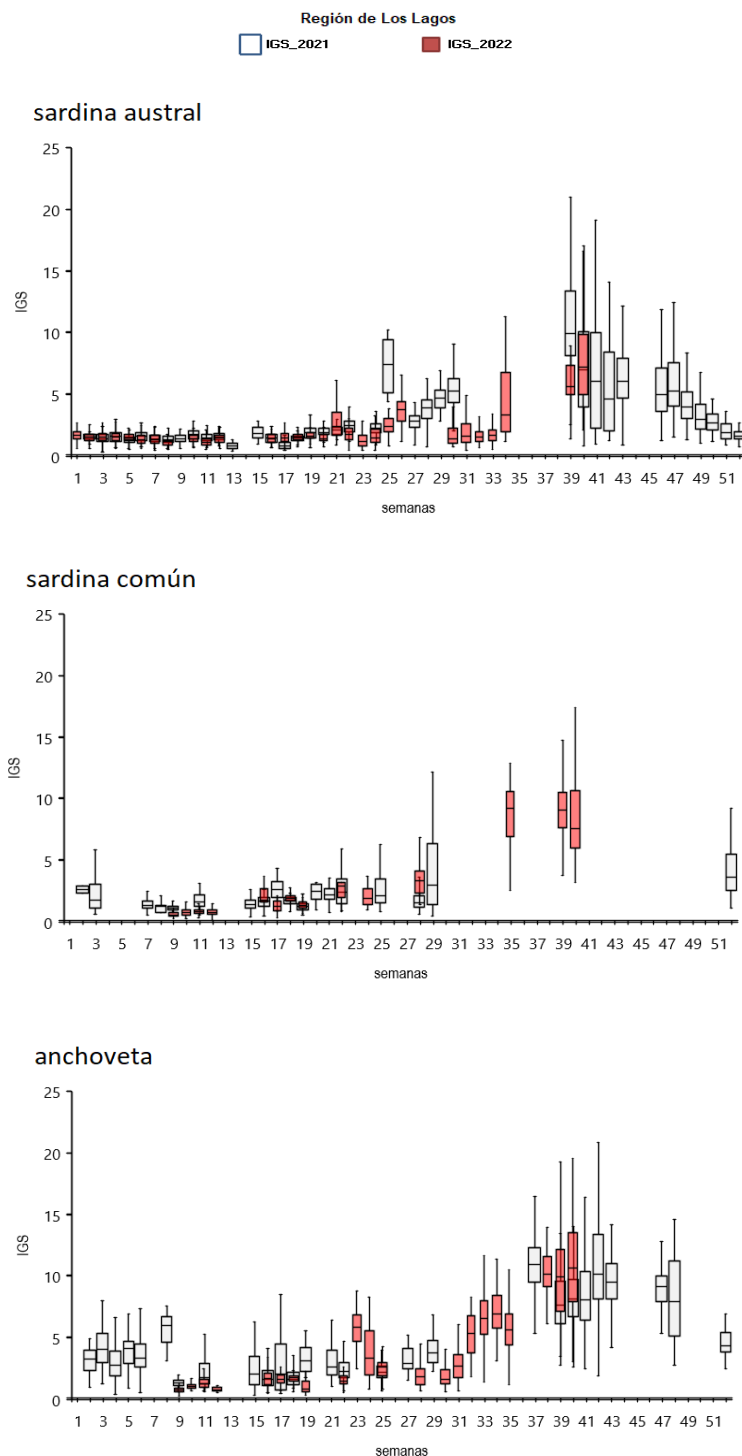 Región de Los Lagos
IGS_2021 IGS_2022
sardina austral
25
20
15
10
5
0
IGS
1 3 5 7 9 11 13 15 17 19 21 23 25 27 29 31 33 35 37 39 41 43 45 47 49 51
semanas
sardina común
25
20
15
10
5
0
IGS
1 3 5 7 9 11 13 15 17 19 21 23 25 27 29 31 33 35 37 39 41 43 45 47 49 51
semanas
anchoveta
25
20
15
10
5
0
IGS
1 3 5 7 9 11 13 15 17 19 21 23 25 27 29 31 33 35 37 39 41 43 45 47 49 51
semanas